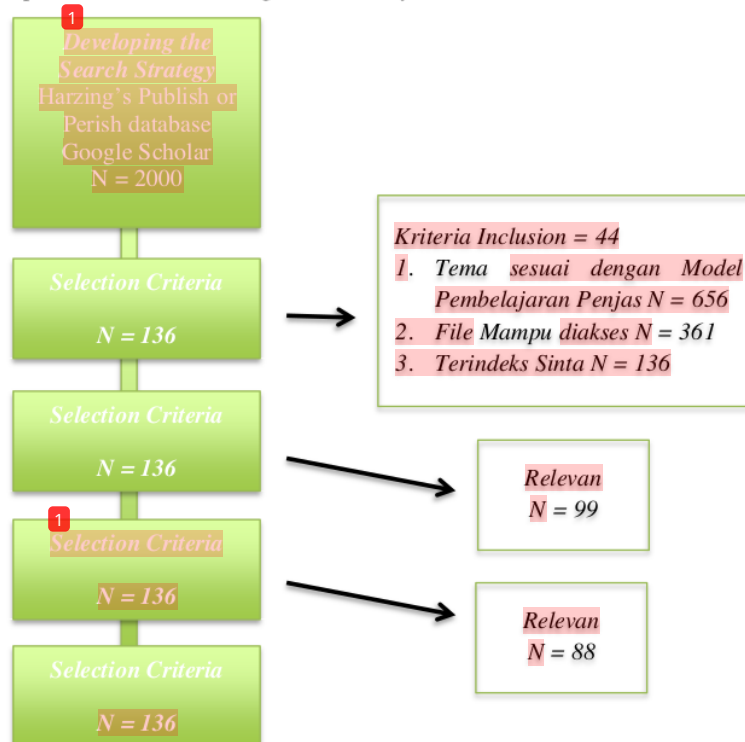 1
Developing the
Search Strategy
Harzing's Publish or
Perish database
Google Scholar
N = 2000
Selection Criteria
N = 136
Kriteria Inclusion = 44
1. Tema sesuai dengan Model
Pembelajaran Penjas N = 656
2. File Mampu diakses N = 361
3. Terindeks Sinta N = 136
Selection Criteria
N = 136
Relevan
N = 99
1
Selection Criteria
N = 136
Relevan
N = 88
Selection Criteria
N = 136